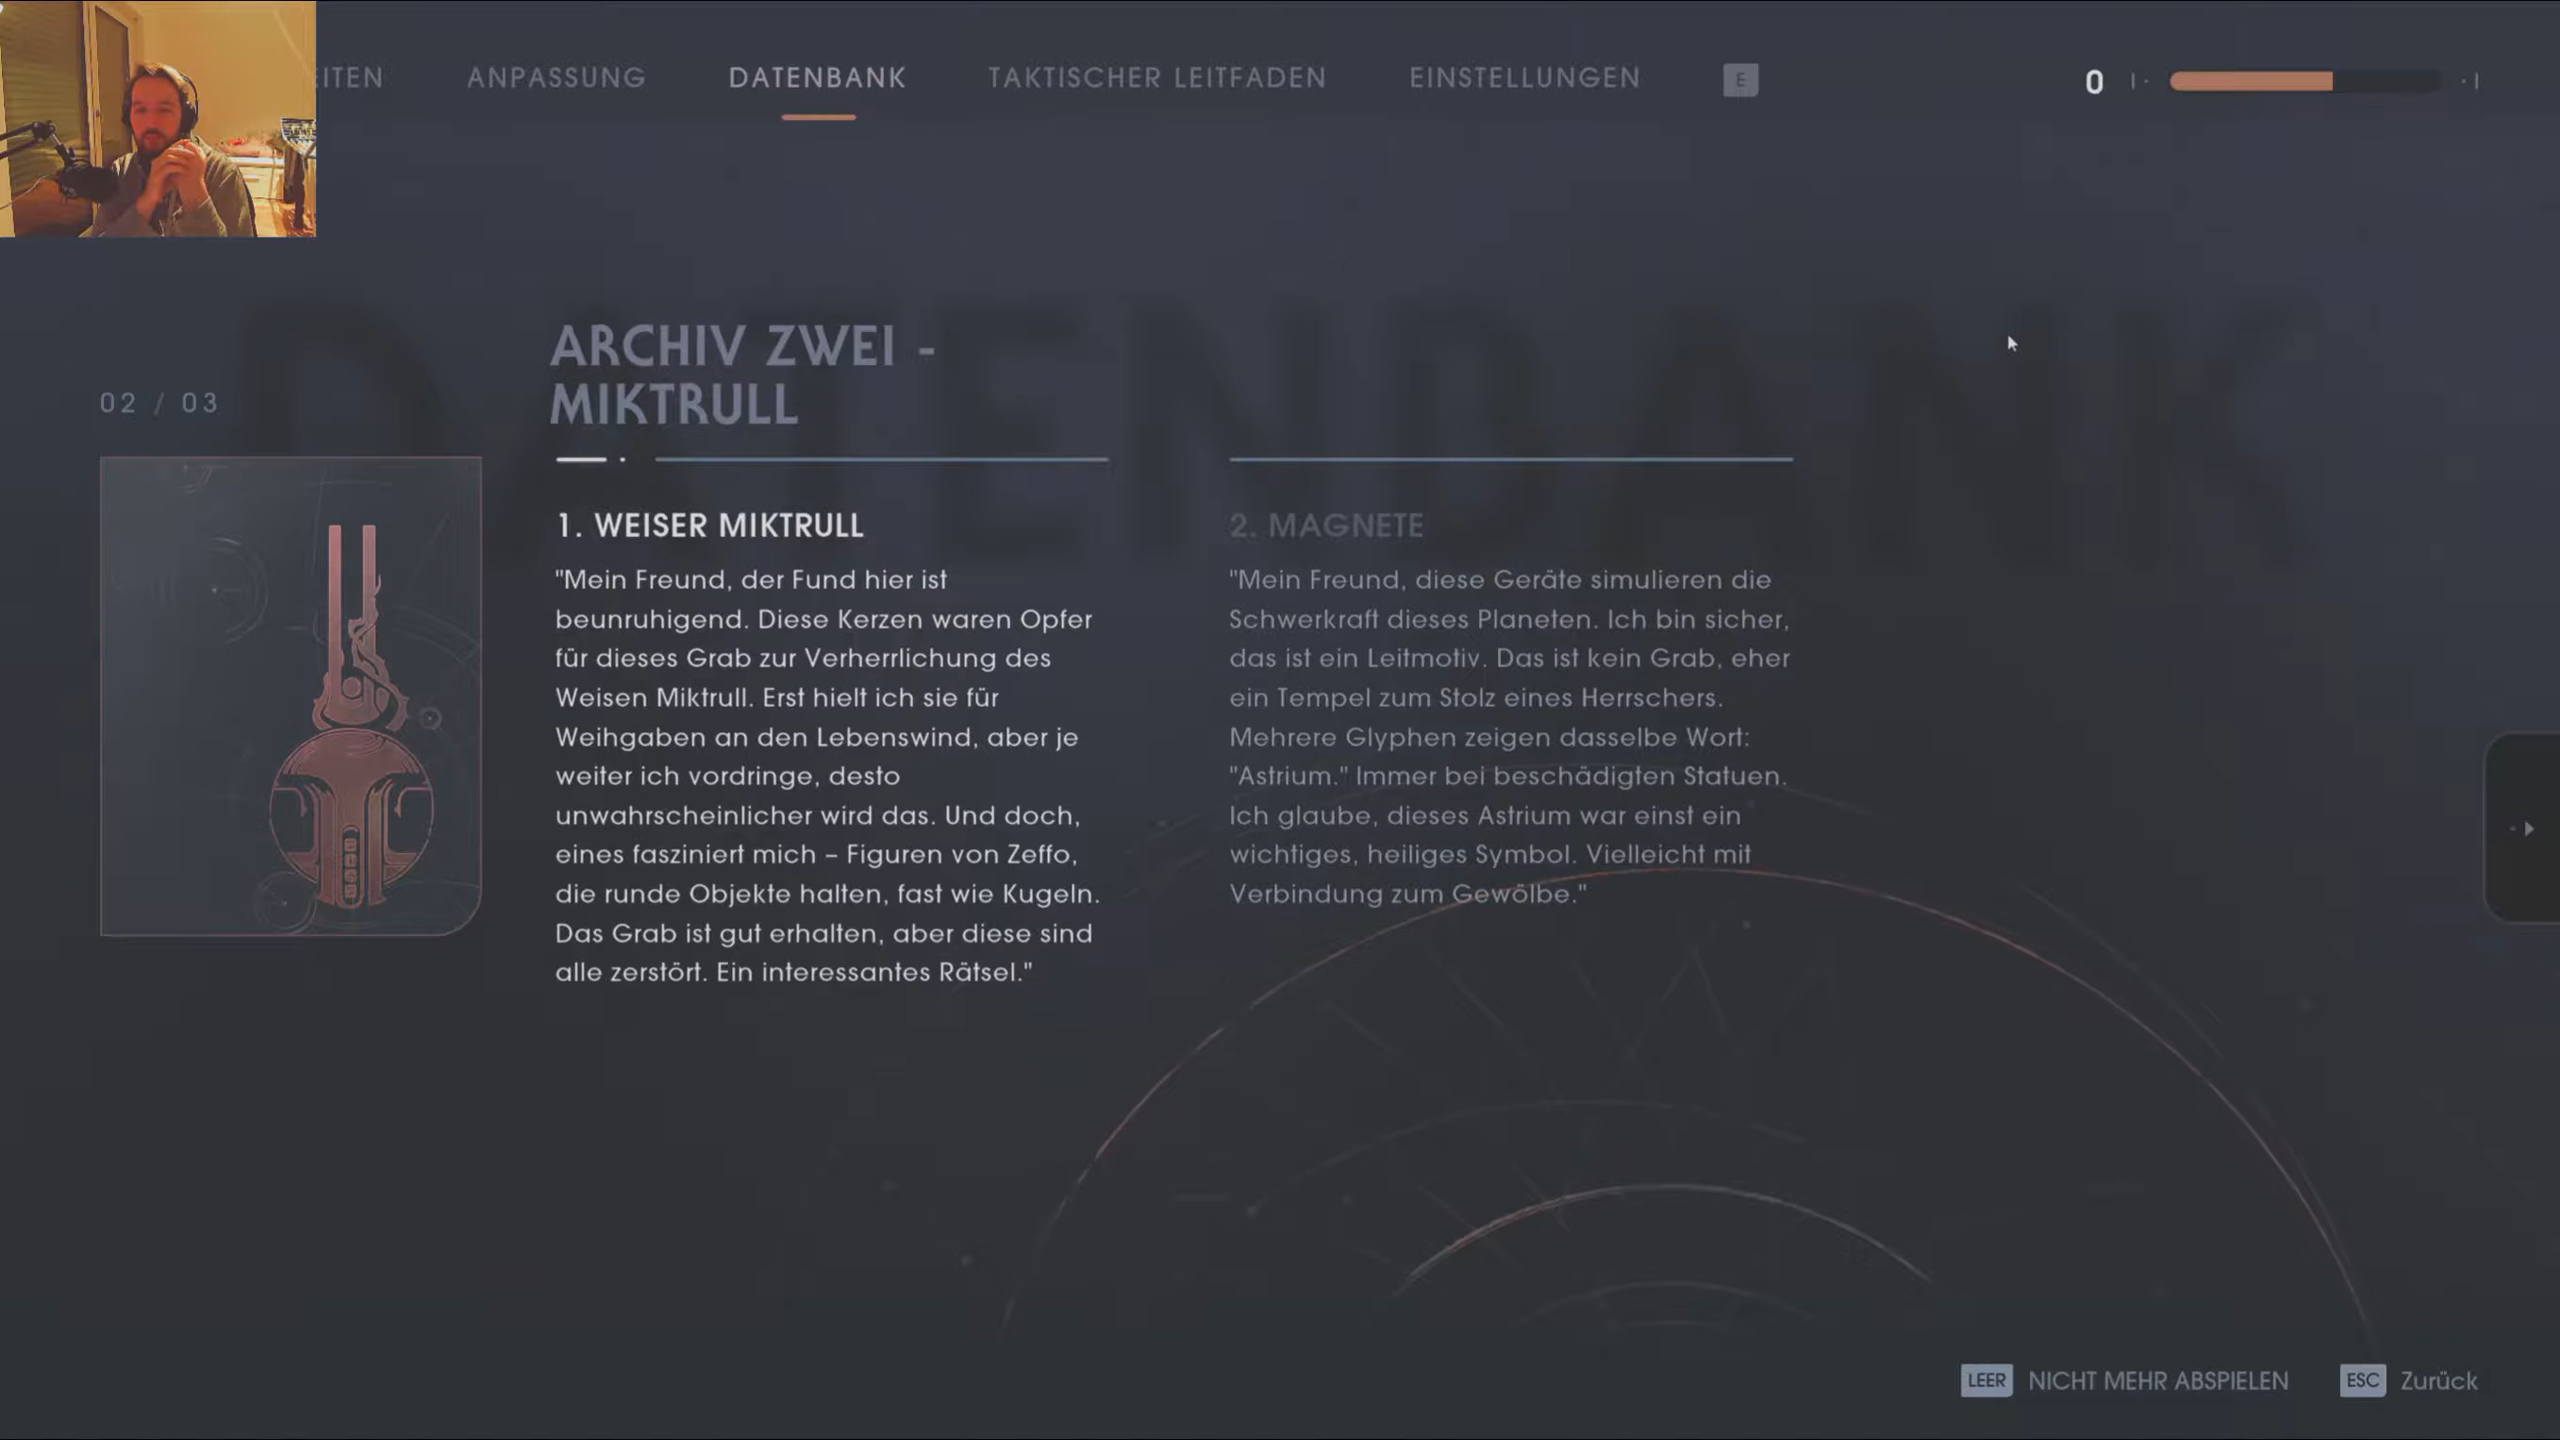 EITEN
ANPASSUNG
DATENBANK
TAKTISCHER LEITFADEN
EINSTELLUNGEN
E
0
DATENBANK
02 / 03
ARCHIV ZWEI -
MIKTRULL
1. WEISER MIKTRULL
"Mein Freund, der Fund hier ist
beunruhigend. Diese Kerzen waren Opfer
für dieses Grab zur Verherrlichung des
Weisen Miktrull. Erst hielt ich sie für
Weihgaben an den Lebenswind, aber je
weiter ich vordringe, desto
unwahrscheinlicher wird das. Und doch,
eines fasziniert mich – Figuren von Zeffo,
die runde Objekte halten, fast wie Kugeln.
Das Grab ist gut erhalten, aber diese sind
alle zerstört. Ein interessantes Rätsel."
2. MAGNETE
"Mein Freund, diese Geräte simulieren die
Schwerkraft dieses Planeten. Ich bin sicher,
das ist ein Leitmotiv. Das ist kein Grab, eher
ein Tempel zum Stolz eines Herrschers.
Mehrere Glyphen zeigen dasselbe Wort:
"Astrium." Immer bei beschädigten Statuen.
Ich glaube, dieses Astrium war einst ein
wichtiges, heiliges Symbol. Vielleicht mit
Verbindung zum Gewölbe."
LEER NICHT MEHR ABSPIELEN
ESC Zurück